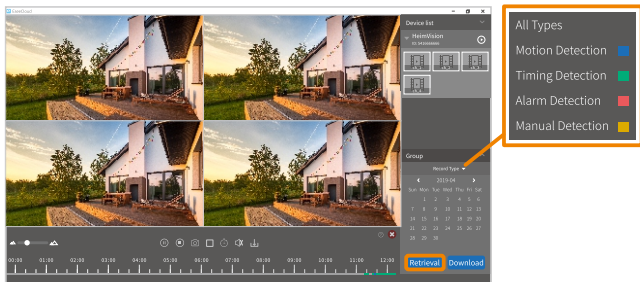 EseeCloud
Device list
HeimVision
Group
Record Type
2019-04
Sun Mon Tue Wed Thu Fri Sat
1 2 3 4 5 6
7 8 9 10 11 12 13
14 15 16 17 18 19 20
21 22 23 24 25 26 27
28 29 30
00:00 01:00 02:00 03:00 04:00 05:00 06:00 07:00 08:00 09:00 10:00 11:00 12:00
Retrieval Download
All Types
Motion Detection
Timing Detection
Alarm Detection
Manual Detection